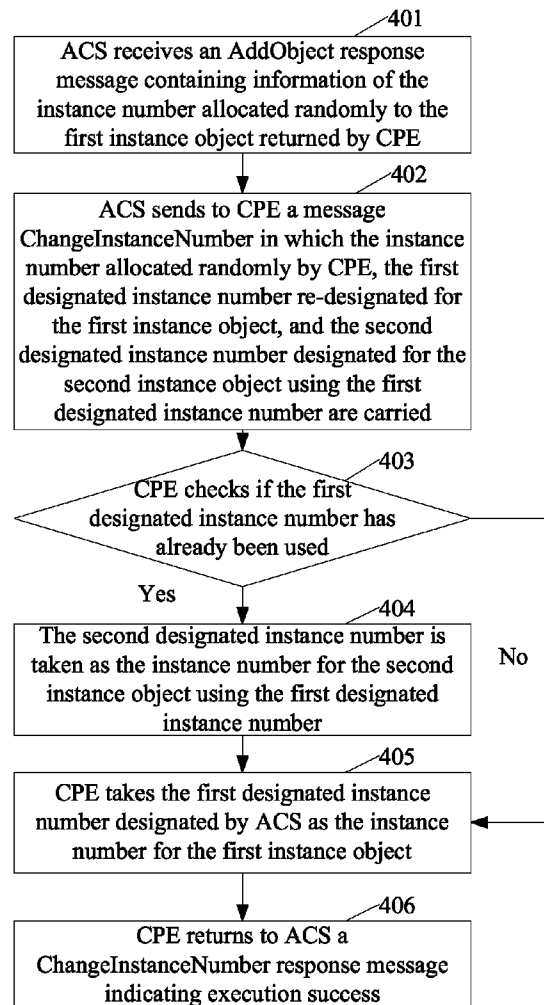 401
ACS receives an AddObject response
message containing information of the
instance number allocated randomly to the
first instance object returned by CPE
402
ACS sends to CPE a message
ChangeInstanceNumber in which the instance
number allocated randomly by CPE, the first
designated instance number re-designated for
the first instance object, and the second
designated instance number designated for the
second instance object using the first
designated instance number are carried
403
CPE checks if the first
designated instance number has
already been used
Yes
404
The second designated instance number is
taken as the instance number for the second
instance object using the first designated
instance number
No
405
CPE takes the first designated instance
number designated by ACS as the instance
number for the first instance object
406
CPE returns to ACS a
ChangeInstanceNumber response message
indicating execution success